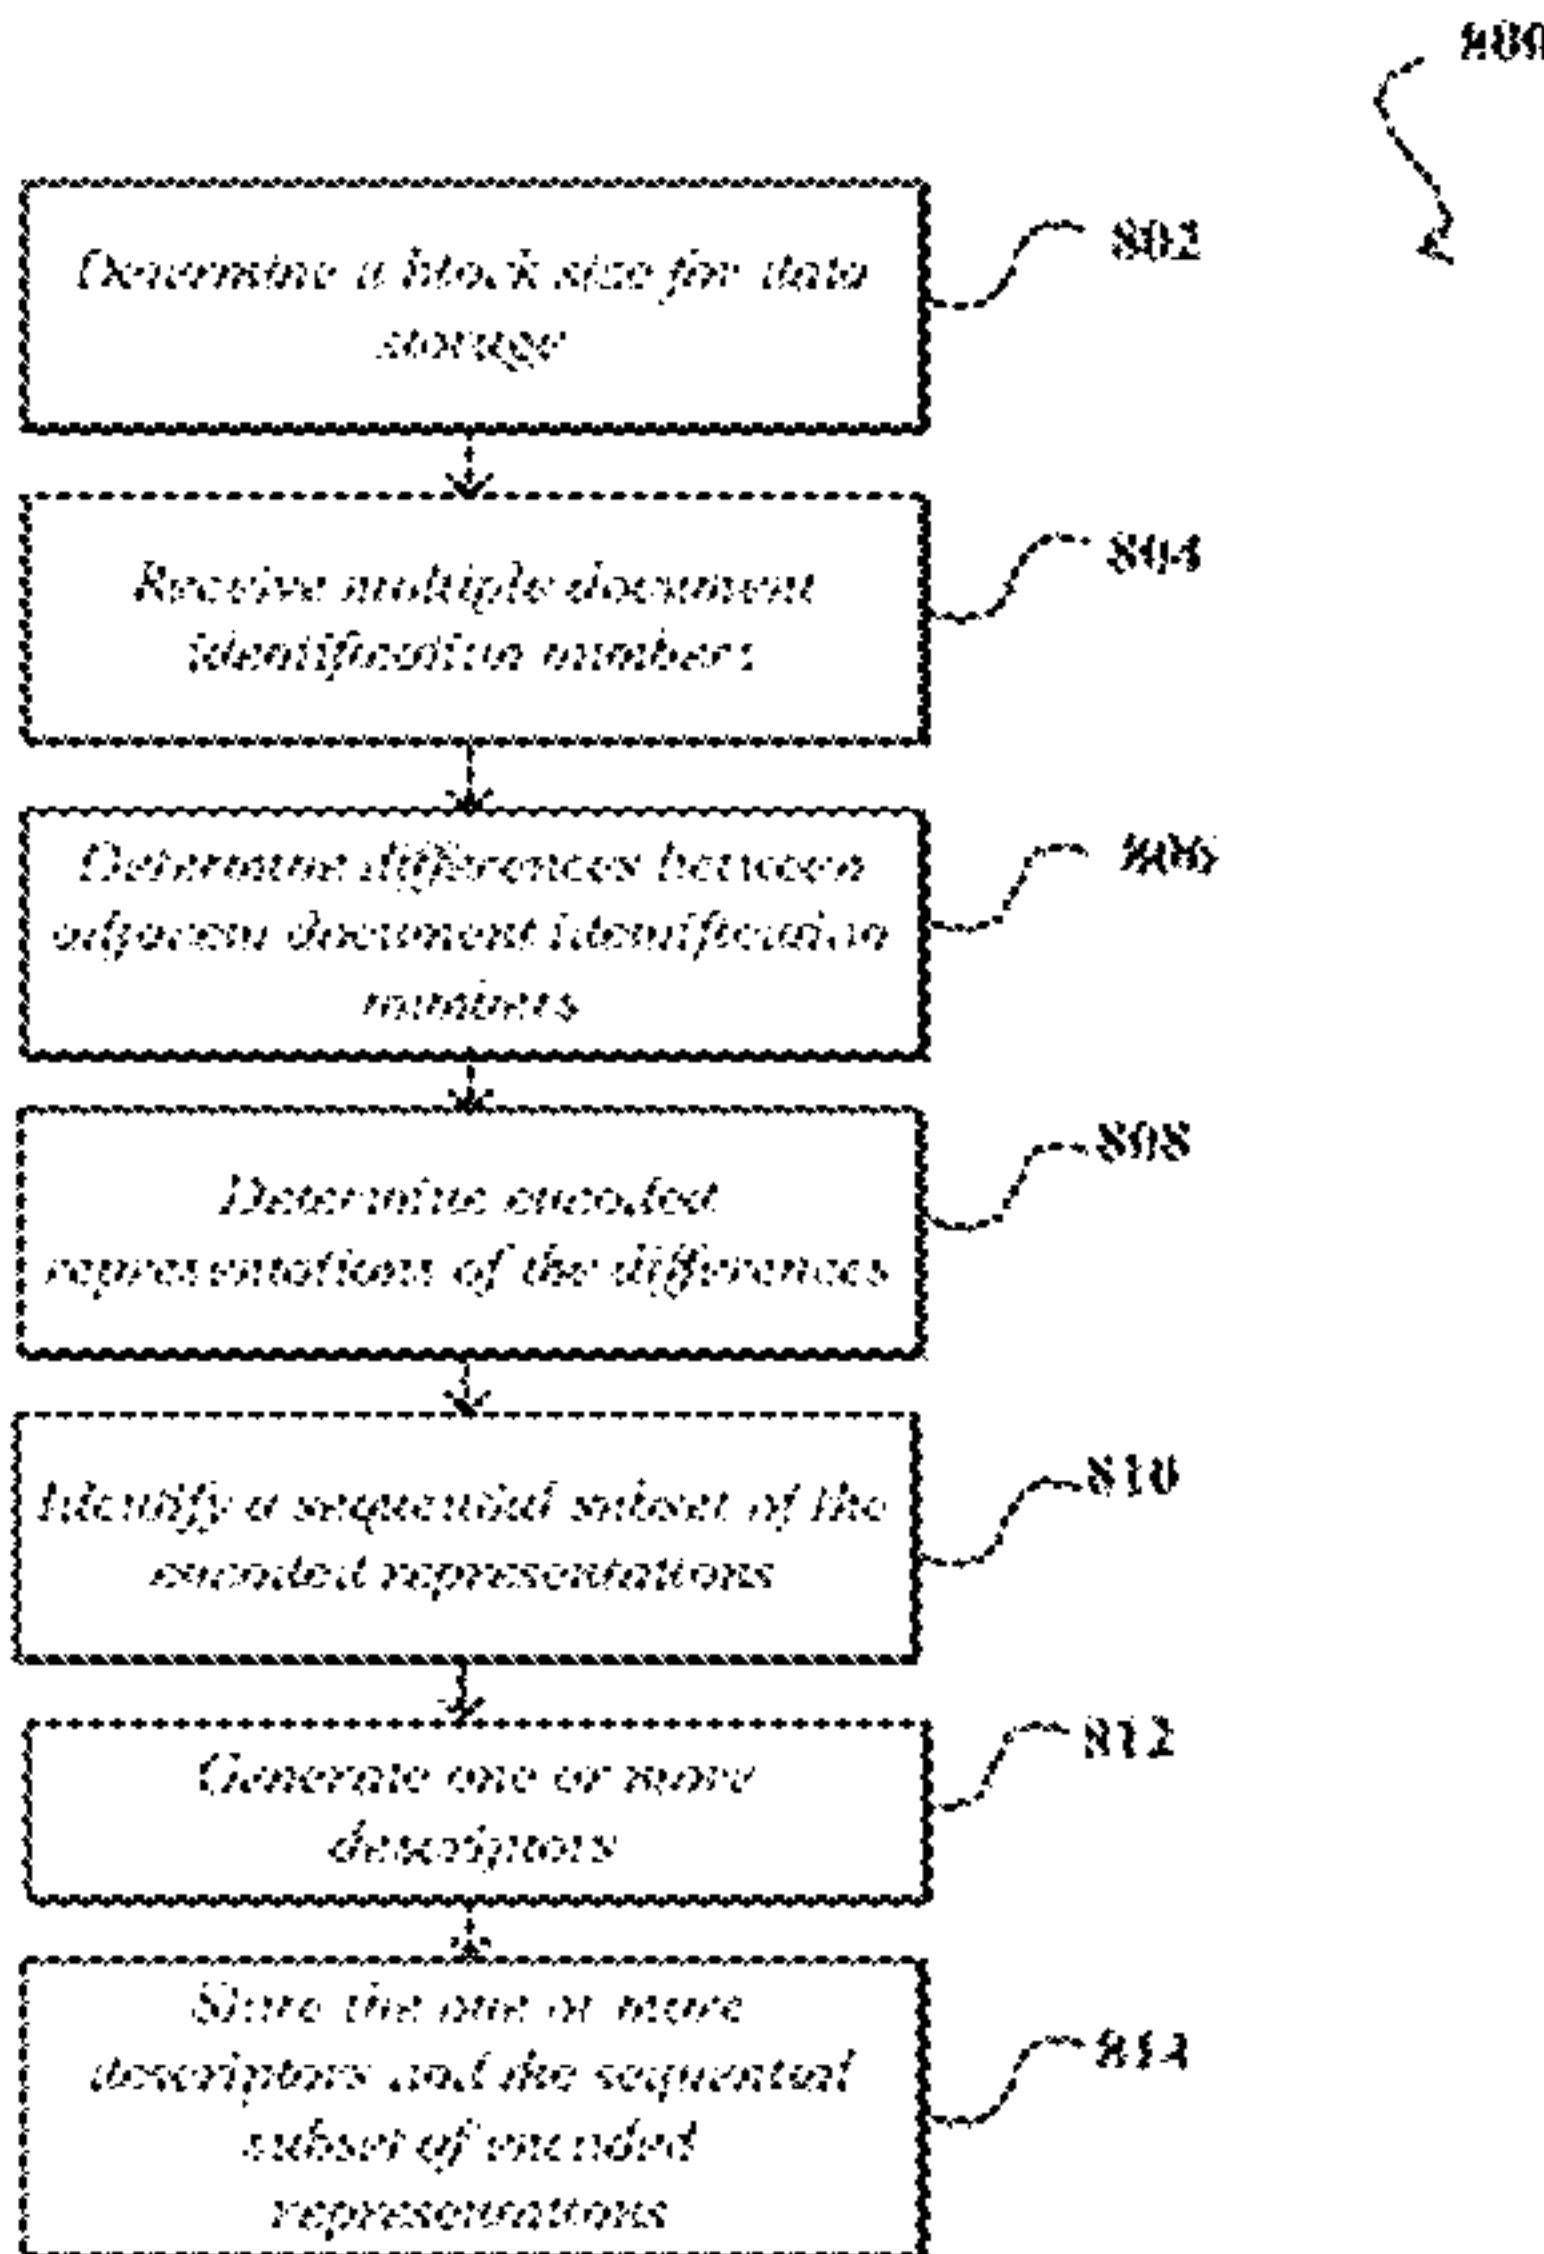 800
Determine a block size for data
storage
802
Receive multiple document
identification numbers
804
Determine differences between
adjacent document identification
numbers
806
Determine encoded
representations of the differences
808
Identify a sequential subset of the
encoded representations
810
Generate one or more
descriptors
812
Store the one or more
descriptors and the sequential
subset of encoded
representations
814